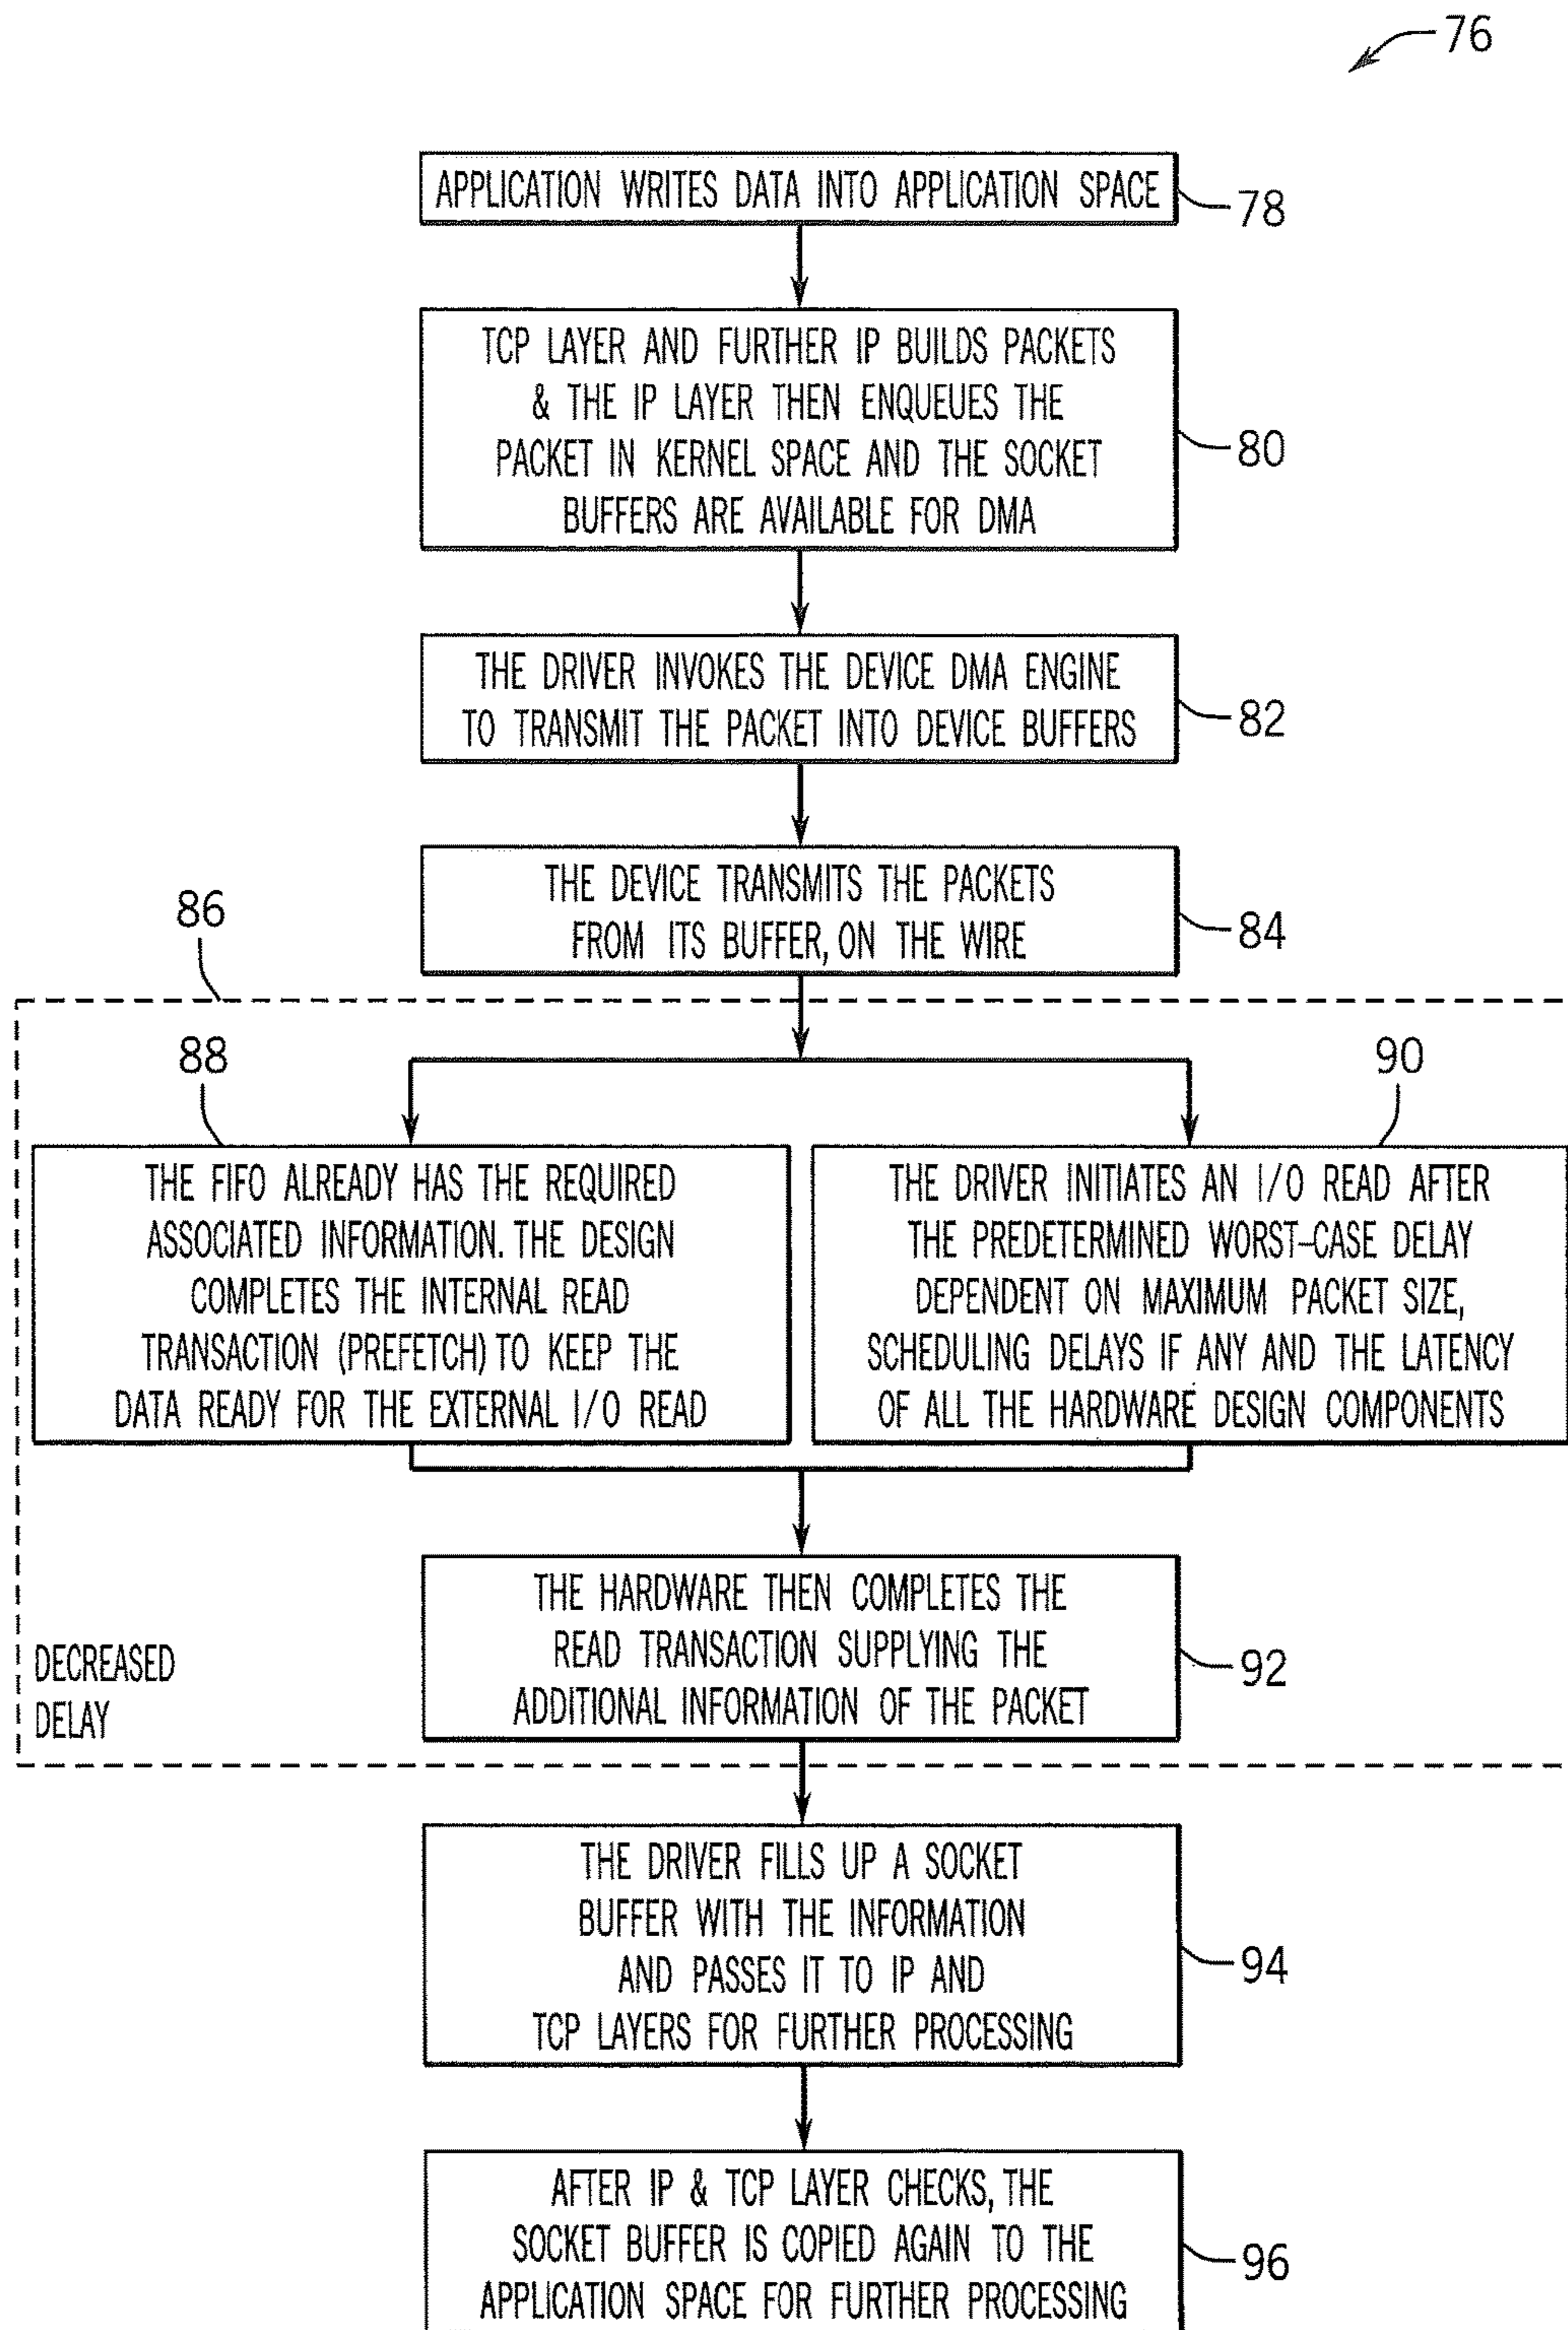 76
APPLICATION WRITES DATA INTO APPLICATION SPACE
78
TCP LAYER AND FURTHER IP BUILDS PACKETS
& THE IP LAYER THEN ENQUEUES THE
PACKET IN KERNEL SPACE AND THE SOCKET
BUFFERS ARE AVAILABLE FOR DMA
80
THE DRIVER INVOKES THE DEVICE DMA ENGINE
TO TRANSMIT THE PACKET INTO DEVICE BUFFERS
82
THE DEVICE TRANSMITS THE PACKETS
FROM ITS BUFFER, ON THE WIRE
84
86
88
THE FIFO ALREADY HAS THE REQUIRED
ASSOCIATED INFORMATION. THE DESIGN
COMPLETES THE INTERNAL READ
TRANSACTION (PREFETCH) TO KEEP THE
DATA READY FOR THE EXTERNAL I/O READ
90
THE DRIVER INITIATES AN I/O READ AFTER
THE PREDETERMINED WORST-CASE DELAY
DEPENDENT ON MAXIMUM PACKET SIZE,
SCHEDULING DELAYS IF ANY AND THE LATENCY
OF ALL THE HARDWARE DESIGN COMPONENTS
THE HARDWARE THEN COMPLETES THE
READ TRANSACTION SUPPLYING THE
ADDITIONAL INFORMATION OF THE PACKET
92
DECREASED
DELAY
THE DRIVER FILLS UP A SOCKET
BUFFER WITH THE INFORMATION
AND PASSES IT TO IP AND
TCP LAYERS FOR FURTHER PROCESSING
94
AFTER IP & TCP LAYER CHECKS, THE
SOCKET BUFFER IS COPIED AGAIN TO THE
APPLICATION SPACE FOR FURTHER PROCESSING
96